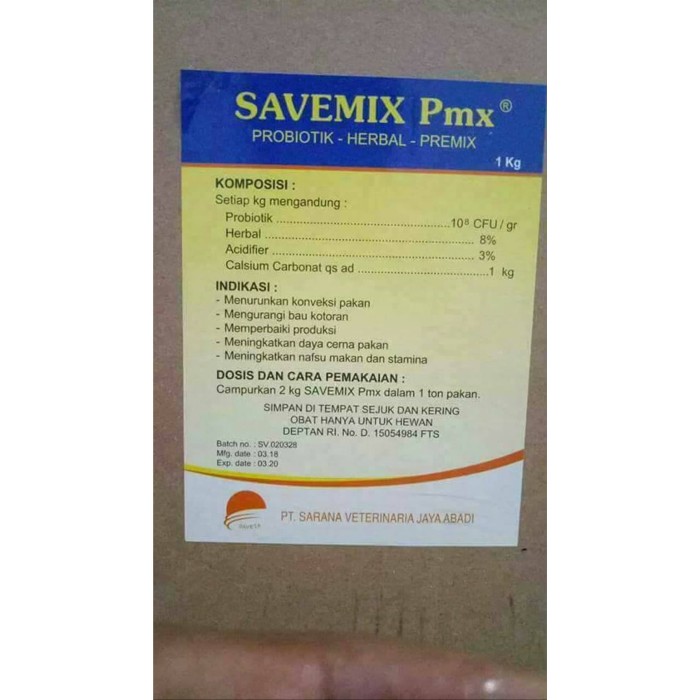 SAVEMIX Pmx®
PROBIOTIK - HERBAL - PREMIX
1 Kg
KOMPOSISI :
Setiap kg mengandung :
Probiotik ..................................................10⁸ CFU / gr
Herbal ............................................................ 8%
Acidifier .......................................................... 3%
Calsium Carbonat qs ad ......................................1 kg
INDIKASI :
- Menurunkan konveksi pakan
- Mengurangi bau kotoran
- Memperbaiki produksi
- Meningkatkan daya cerna pakan
- Meningkatkan nafsu makan dan stamina
DOSIS DAN CARA PEMAKAIAN :
Campurkan 2 kg SAVEMIX Pmx dalam 1 ton pakan.
SIMPAN DI TEMPAT SEJUK DAN KERING
OBAT HANYA UNTUK HEWAN
DEPTAN RI. No. D. 15054984 FTS
Batch no. : SV.020328
Mfg. date : 03.18
Exp. date : 03.20
PT. SARANA VETERINARIA JAYA ABADI